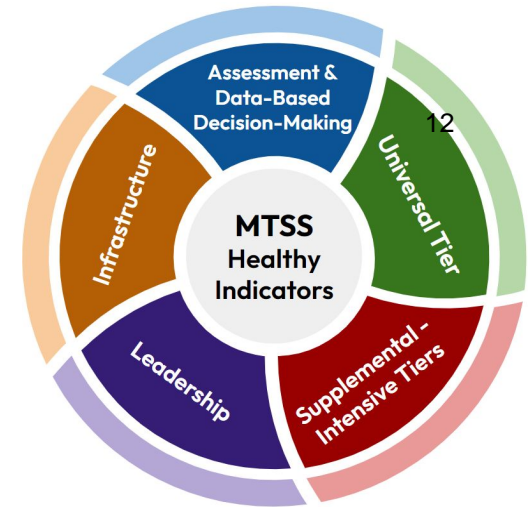 Assessment &
Data-Based
Decision-Making
12
Universal Tier
Infrastructure
MTSS
Healthy
Indicators
Leadership
Supplemental -
Intensive Tiers